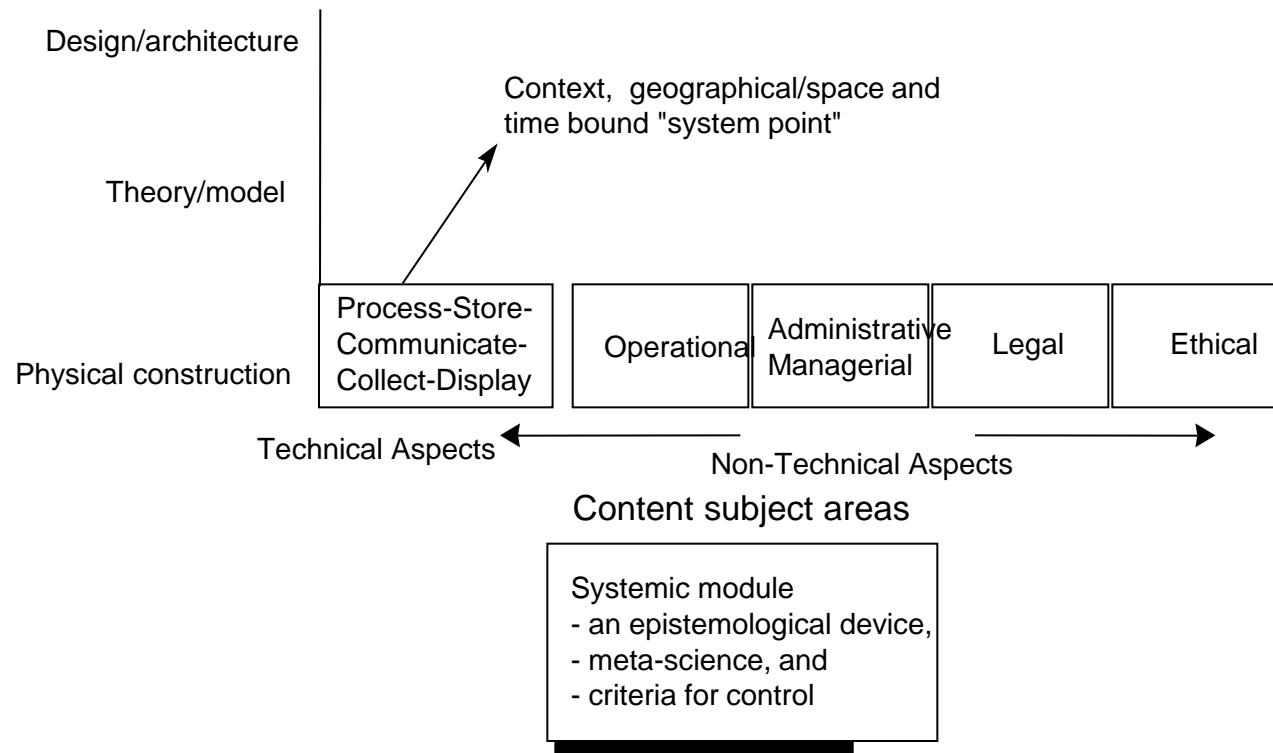 Design/architecture
Context, geographical/space and
time bound "system point"
Theory/model
Process-Store-
Communicate-
Collect-Display
Operational
Administrative
Managerial
Legal
Ethical
Physical construction
Technical Aspects
Non-Technical Aspects
Content subject areas
Systemic module
- an epistemological device,
- meta-science, and
- criteria for control